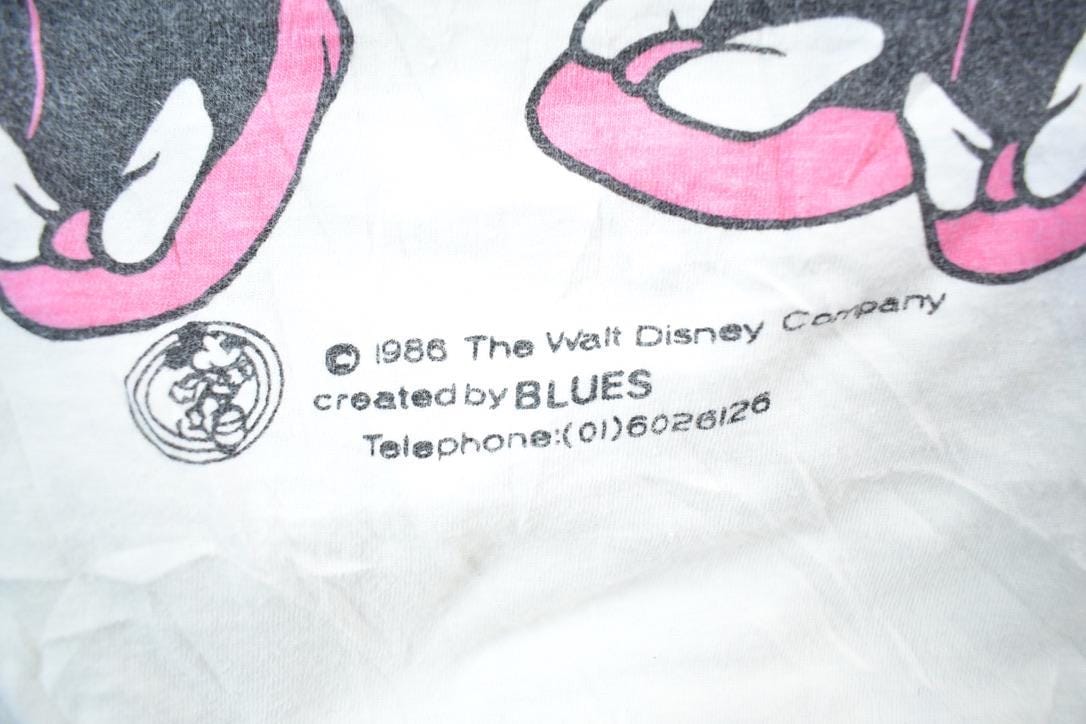 © 1986 The Walt Disney Company
created by BLUES
Telephone:(01)6026126